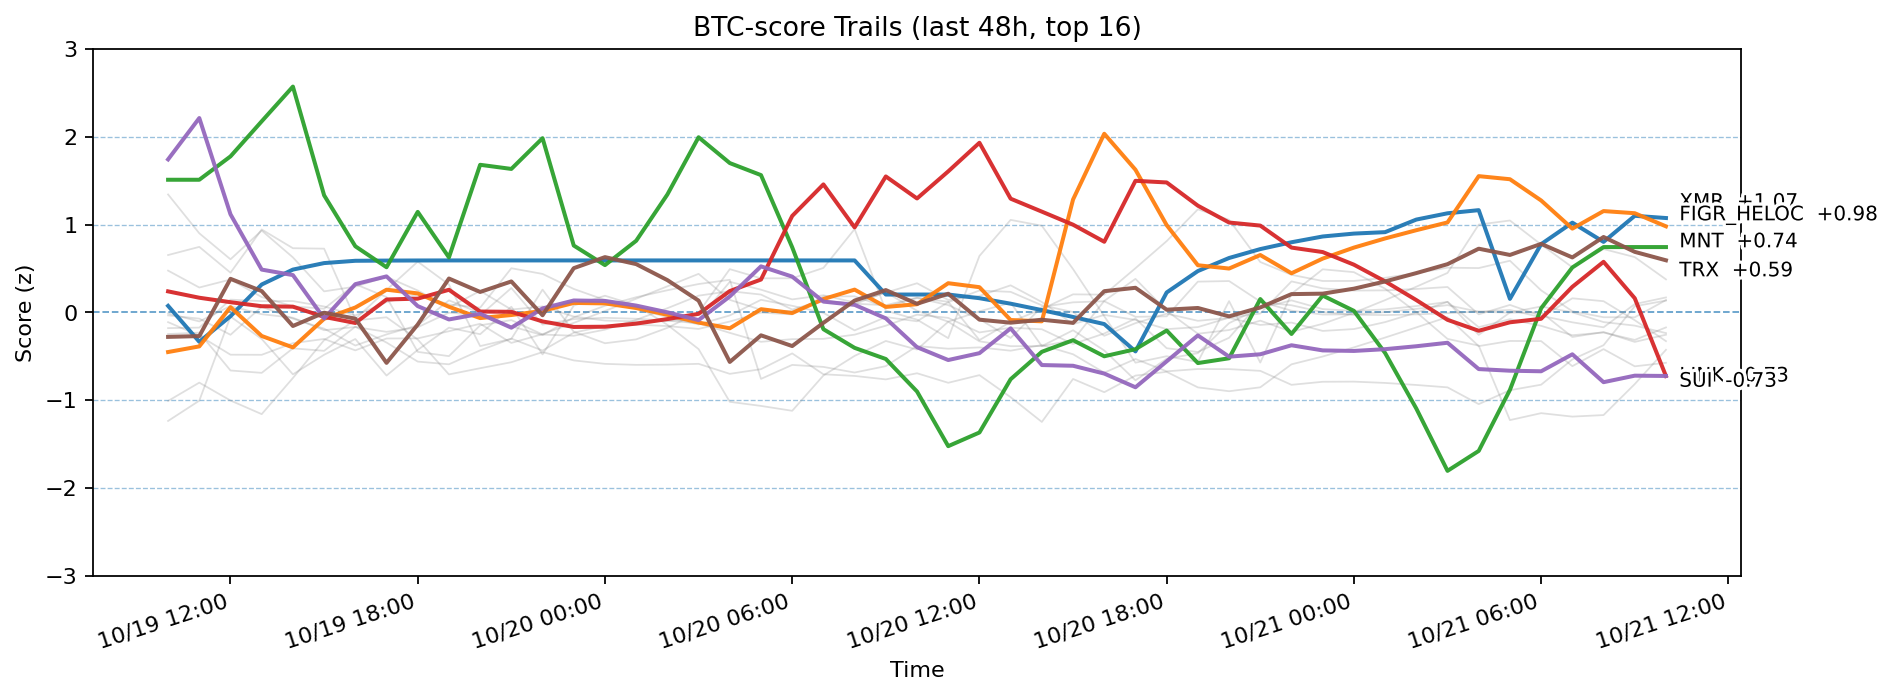 BTC-score Trails (last 48h, top 16)
Score (z)
3
2
1
0
−1
−2
−3
XMR +1.07
FIGR_HELOC +0.98
MNT +0.74
TRX +0.59
SUI -0.73
10/19 12:00
10/19 18:00
10/20 00:00
10/20 06:00
10/20 12:00
10/20 18:00
10/21 00:00
10/21 06:00
10/21 12:00
Time